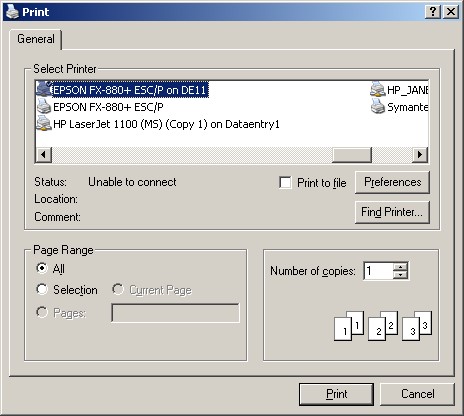 Print
General
Select Printer
EPSON FX-880+ ESC/P on DE11
HP_JANE
EPSON FX-880+ ESC/P
Symante
HP LaserJet 1100 (MS) (Copy 1) on Dataentry1
Status: Unable to connect
Print to file
Preferences
Location:
Comment:
Find Printer...
Page Range
All
Selection
Current Page
Pages:
Number of copies: 1
1 1 2 2 3 3
Print
Cancel